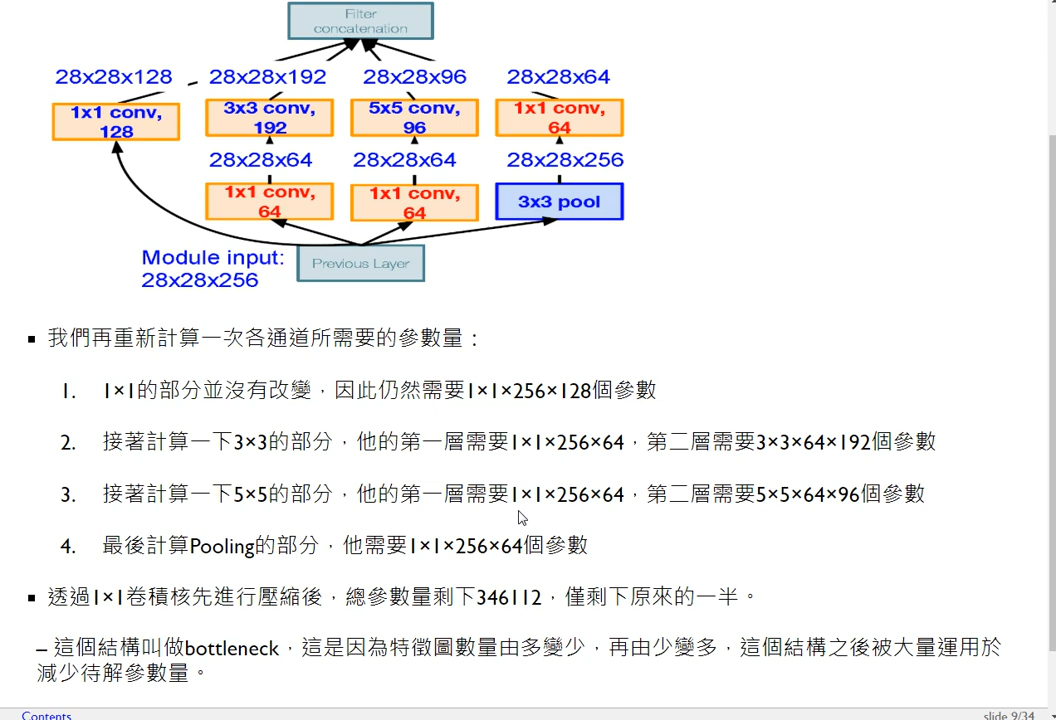 Filter
concatenation
28x28x128 28x28x192 28x28x96 28x28x64
1x1 conv,
128
3x3 conv,
192
5x5 conv,
96
1x1 conv,
64
28x28x64 28x28x64 28x28x256
1x1 conv,
64
1x1 conv,
64
3x3 pool
Module input:
28x28x256
Previous Layer
▪ 我們再重新計算一次各通道所需要的參數量：
1. 1×1的部分並沒有改變，因此仍然需要1×1×256×128個參數
2. 接著計算一下3×3的部分，他的第一層需要1×1×256×64，第二層需要3×3×64×192個參數
3. 接著計算一下5×5的部分，他的第一層需要1×1×256×64，第二層需要5×5×64×96個參數
4. 最後計算Pooling的部分，他需要1×1×256×64個參數
▪ 透過1×1卷積核先進行壓縮後，總參數量剩下346112，僅剩下原來的一半。
– 這個結構叫做bottleneck，這是因為特徵圖數量由多變少，再由少變多，這個結構之後被大量運用於
減少待解參數量。
Contents
slide 9/34